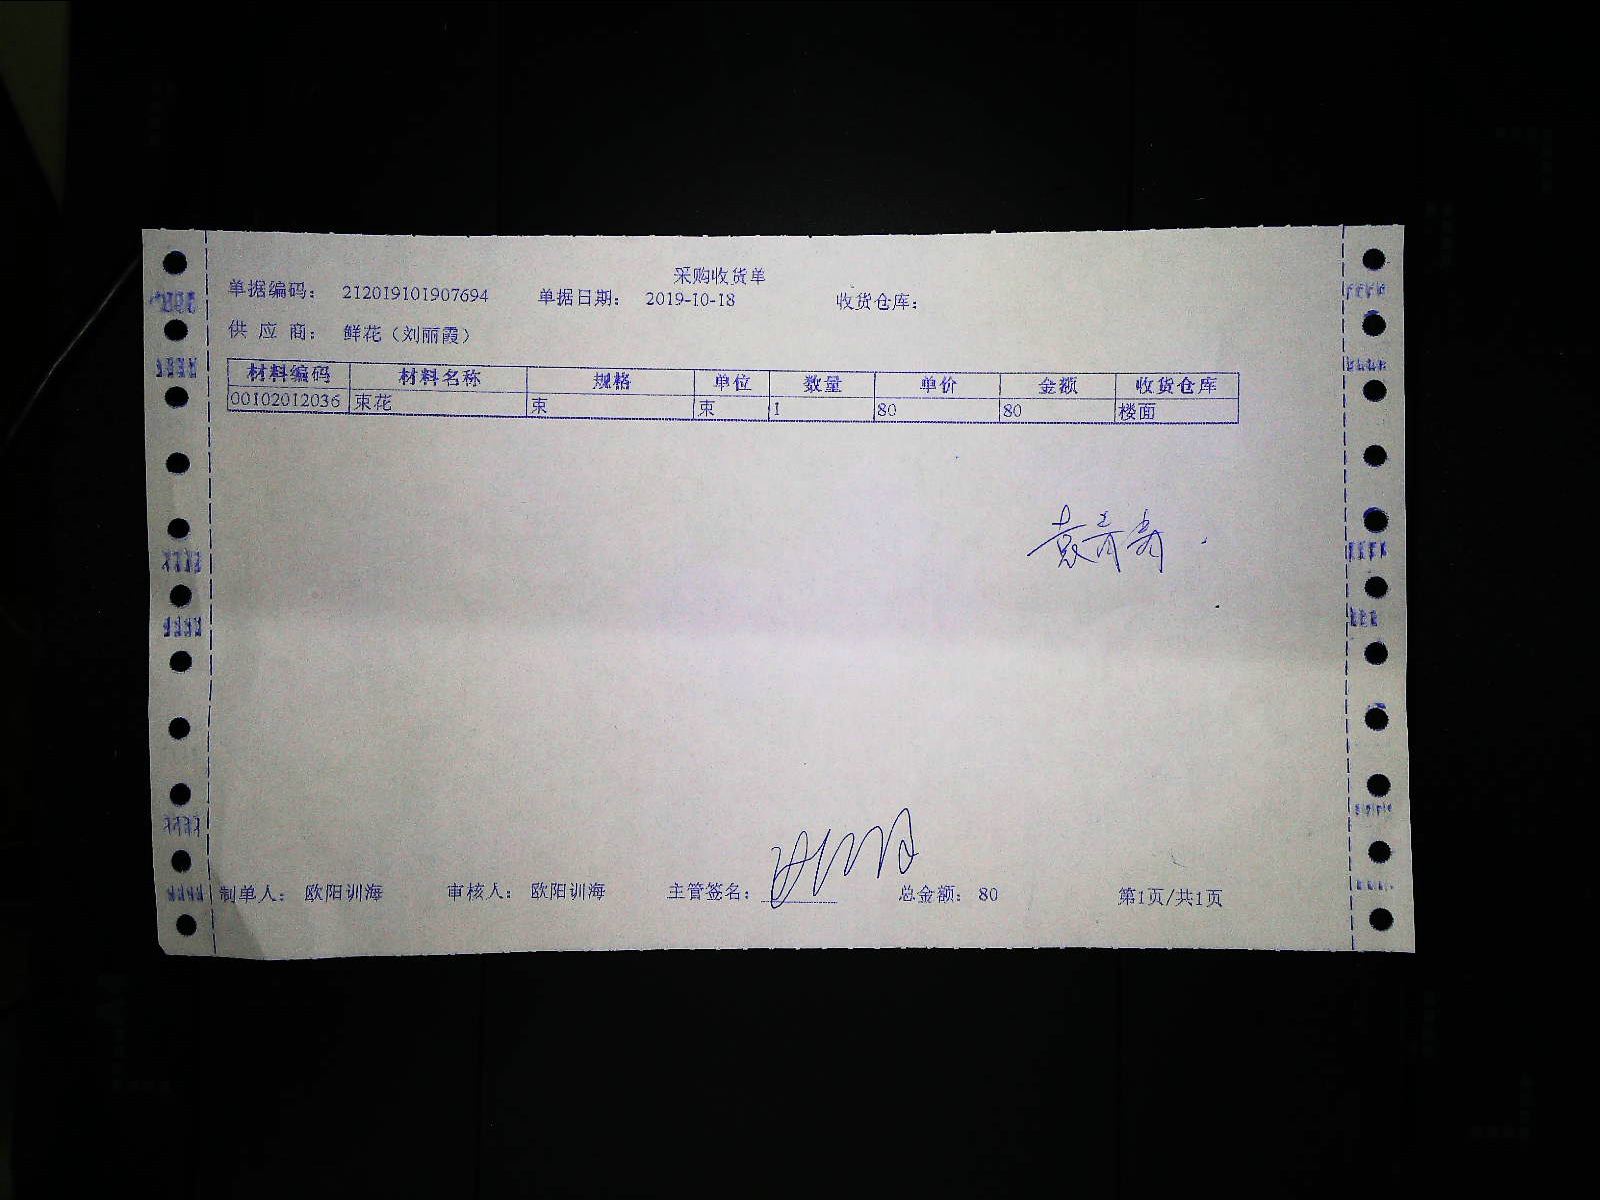 采购收货单
单据编码： 212019101907694 单据日期： 2019-10-18 收货仓库：
供 应 商： 鲜花（刘丽霞）
材料编码 材料名称 规格 单位 数量 单价 金额 收货仓库
00102012036 束花 束 束 1 80 80 楼面
制单人： 欧阳训海 审核人： 欧阳训海 主管签名： 总金额： 80 第1页/共1页